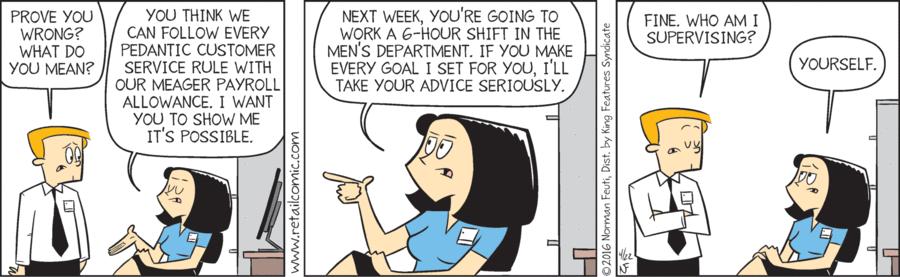 PROVE YOU
WRONG?
WHAT DO
YOU MEAN?
YOU THINK WE
CAN FOLLOW EVERY
PEDANTIC CUSTOMER
SERVICE RULE WITH
OUR MEAGER PAYROLL
ALLOWANCE. I WANT
YOU TO SHOW ME
IT'S POSSIBLE.
www.retailcomic.com
NEXT WEEK, YOU'RE GOING TO
WORK A 6-HOUR SHIFT IN THE
MEN'S DEPARTMENT. IF YOU MAKE
EVERY GOAL I SET FOR YOU, I'LL
TAKE YOUR ADVICE SERIOUSLY.
©2016 Norman Feuti, Dist. by King Features Syndicate
FINE. WHO AM I
SUPERVISING?
YOURSELF.
4/22
NF